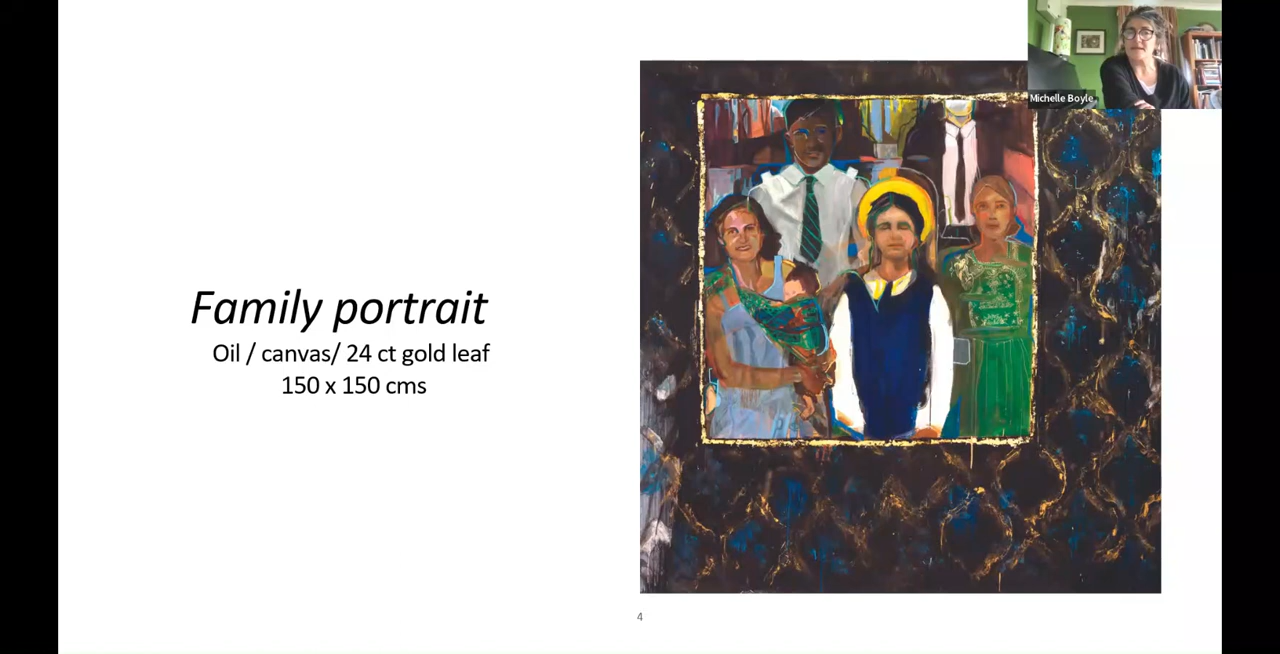 Michelle Boyle
Family portrait
Oil / canvas/ 24 ct gold leaf
150 x 150 cms
4